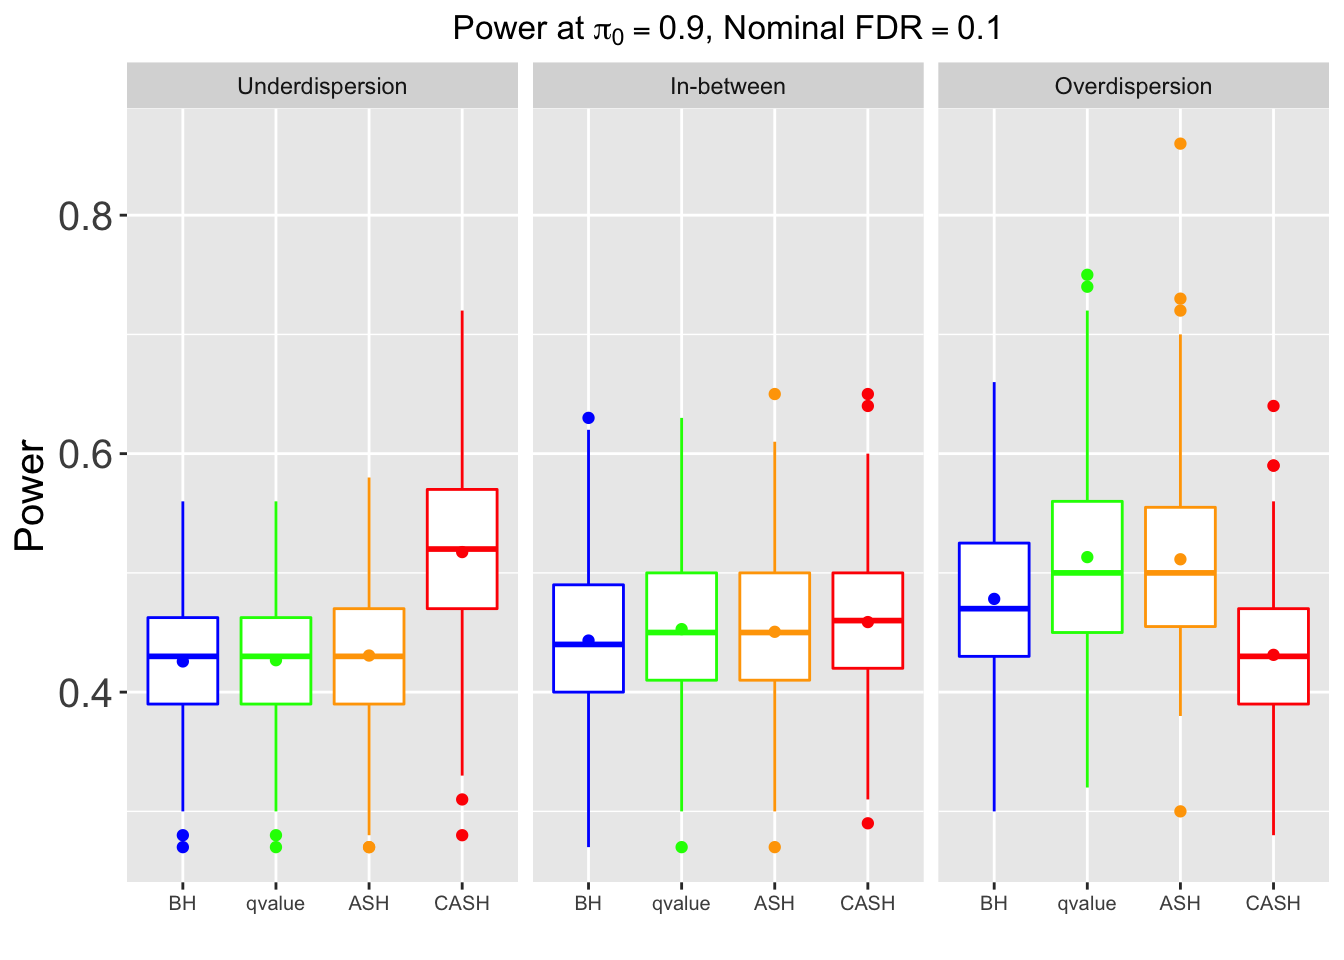 Power at π₀ = 0.9, Nominal FDR = 0.1
Underdispersion
In-between
Overdispersion
0.8
0.6
0.4
Power
BH
qvalue
ASH
CASH
BH
qvalue
ASH
CASH
BH
qvalue
ASH
CASH